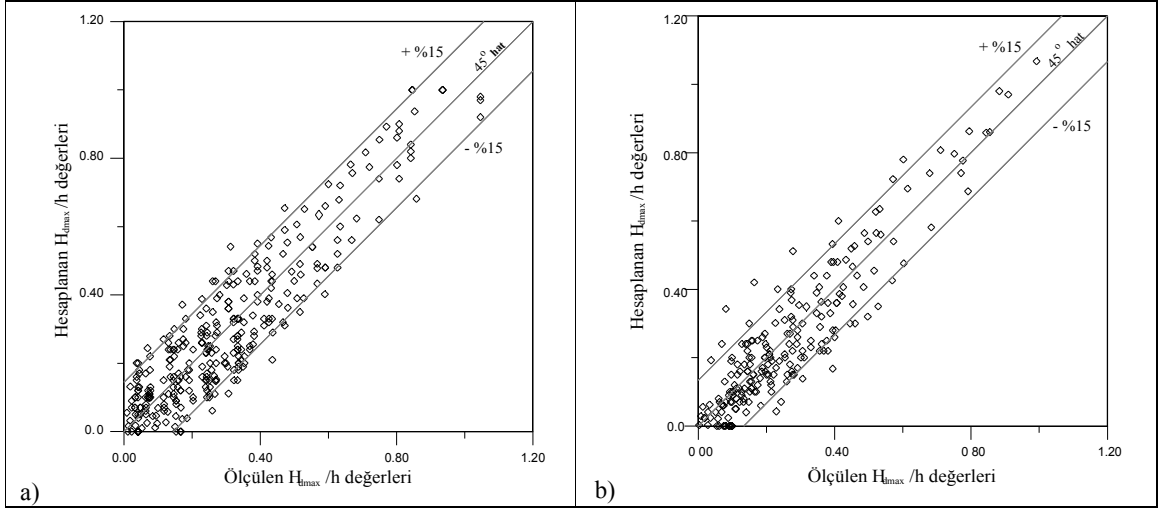 1.20
+ %15
45° hat
0.80
- %15
Hesaplanan Hdmax /h değerleri
0.40
0.0
0.00
0.40
0.80
1.20
Ölçülen Hdmax /h değerleri
a)
1.20
+ %15
45° hat
- %15
0.80
Hesaplanan Hdmax /h değerleri
0.40
0.0
0 00
0.40
0.80
1.20
Ölçülen Hdmax /h değerleri
b)